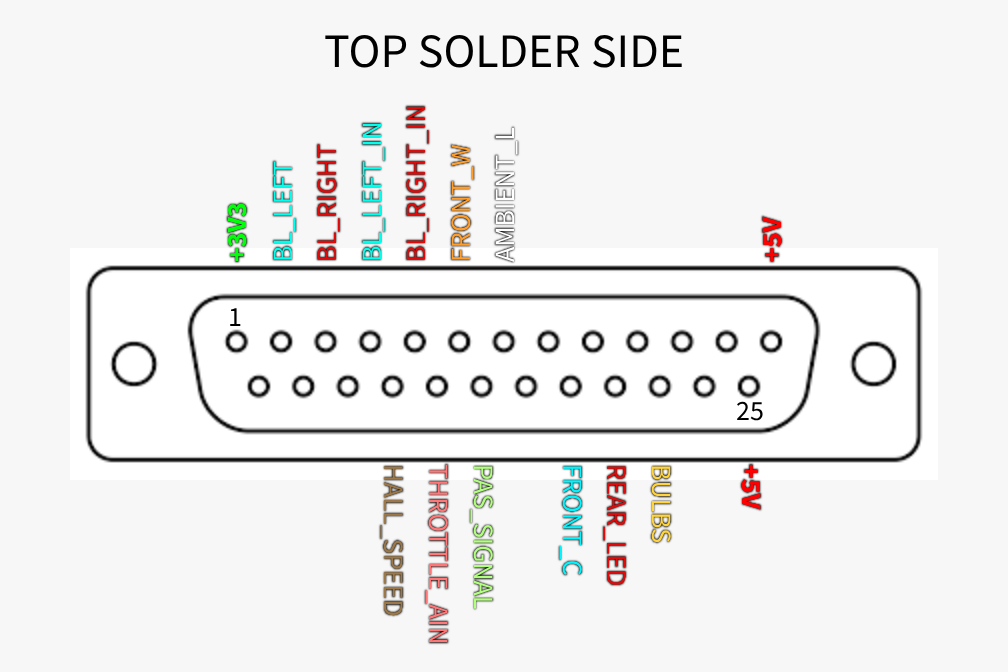 TOP SOLDER SIDE
+3V3
BL_LEFT
BL_RIGHT
BL_LEFT_IN
BL_RIGHT_IN
FRONT_W
AMBIENT_L
+5V
1
25
HALL_SPEED
THROTTLE_AIN
PAS_SIGNAL
FRONT_C
REAR_LED
BULBS
+5V